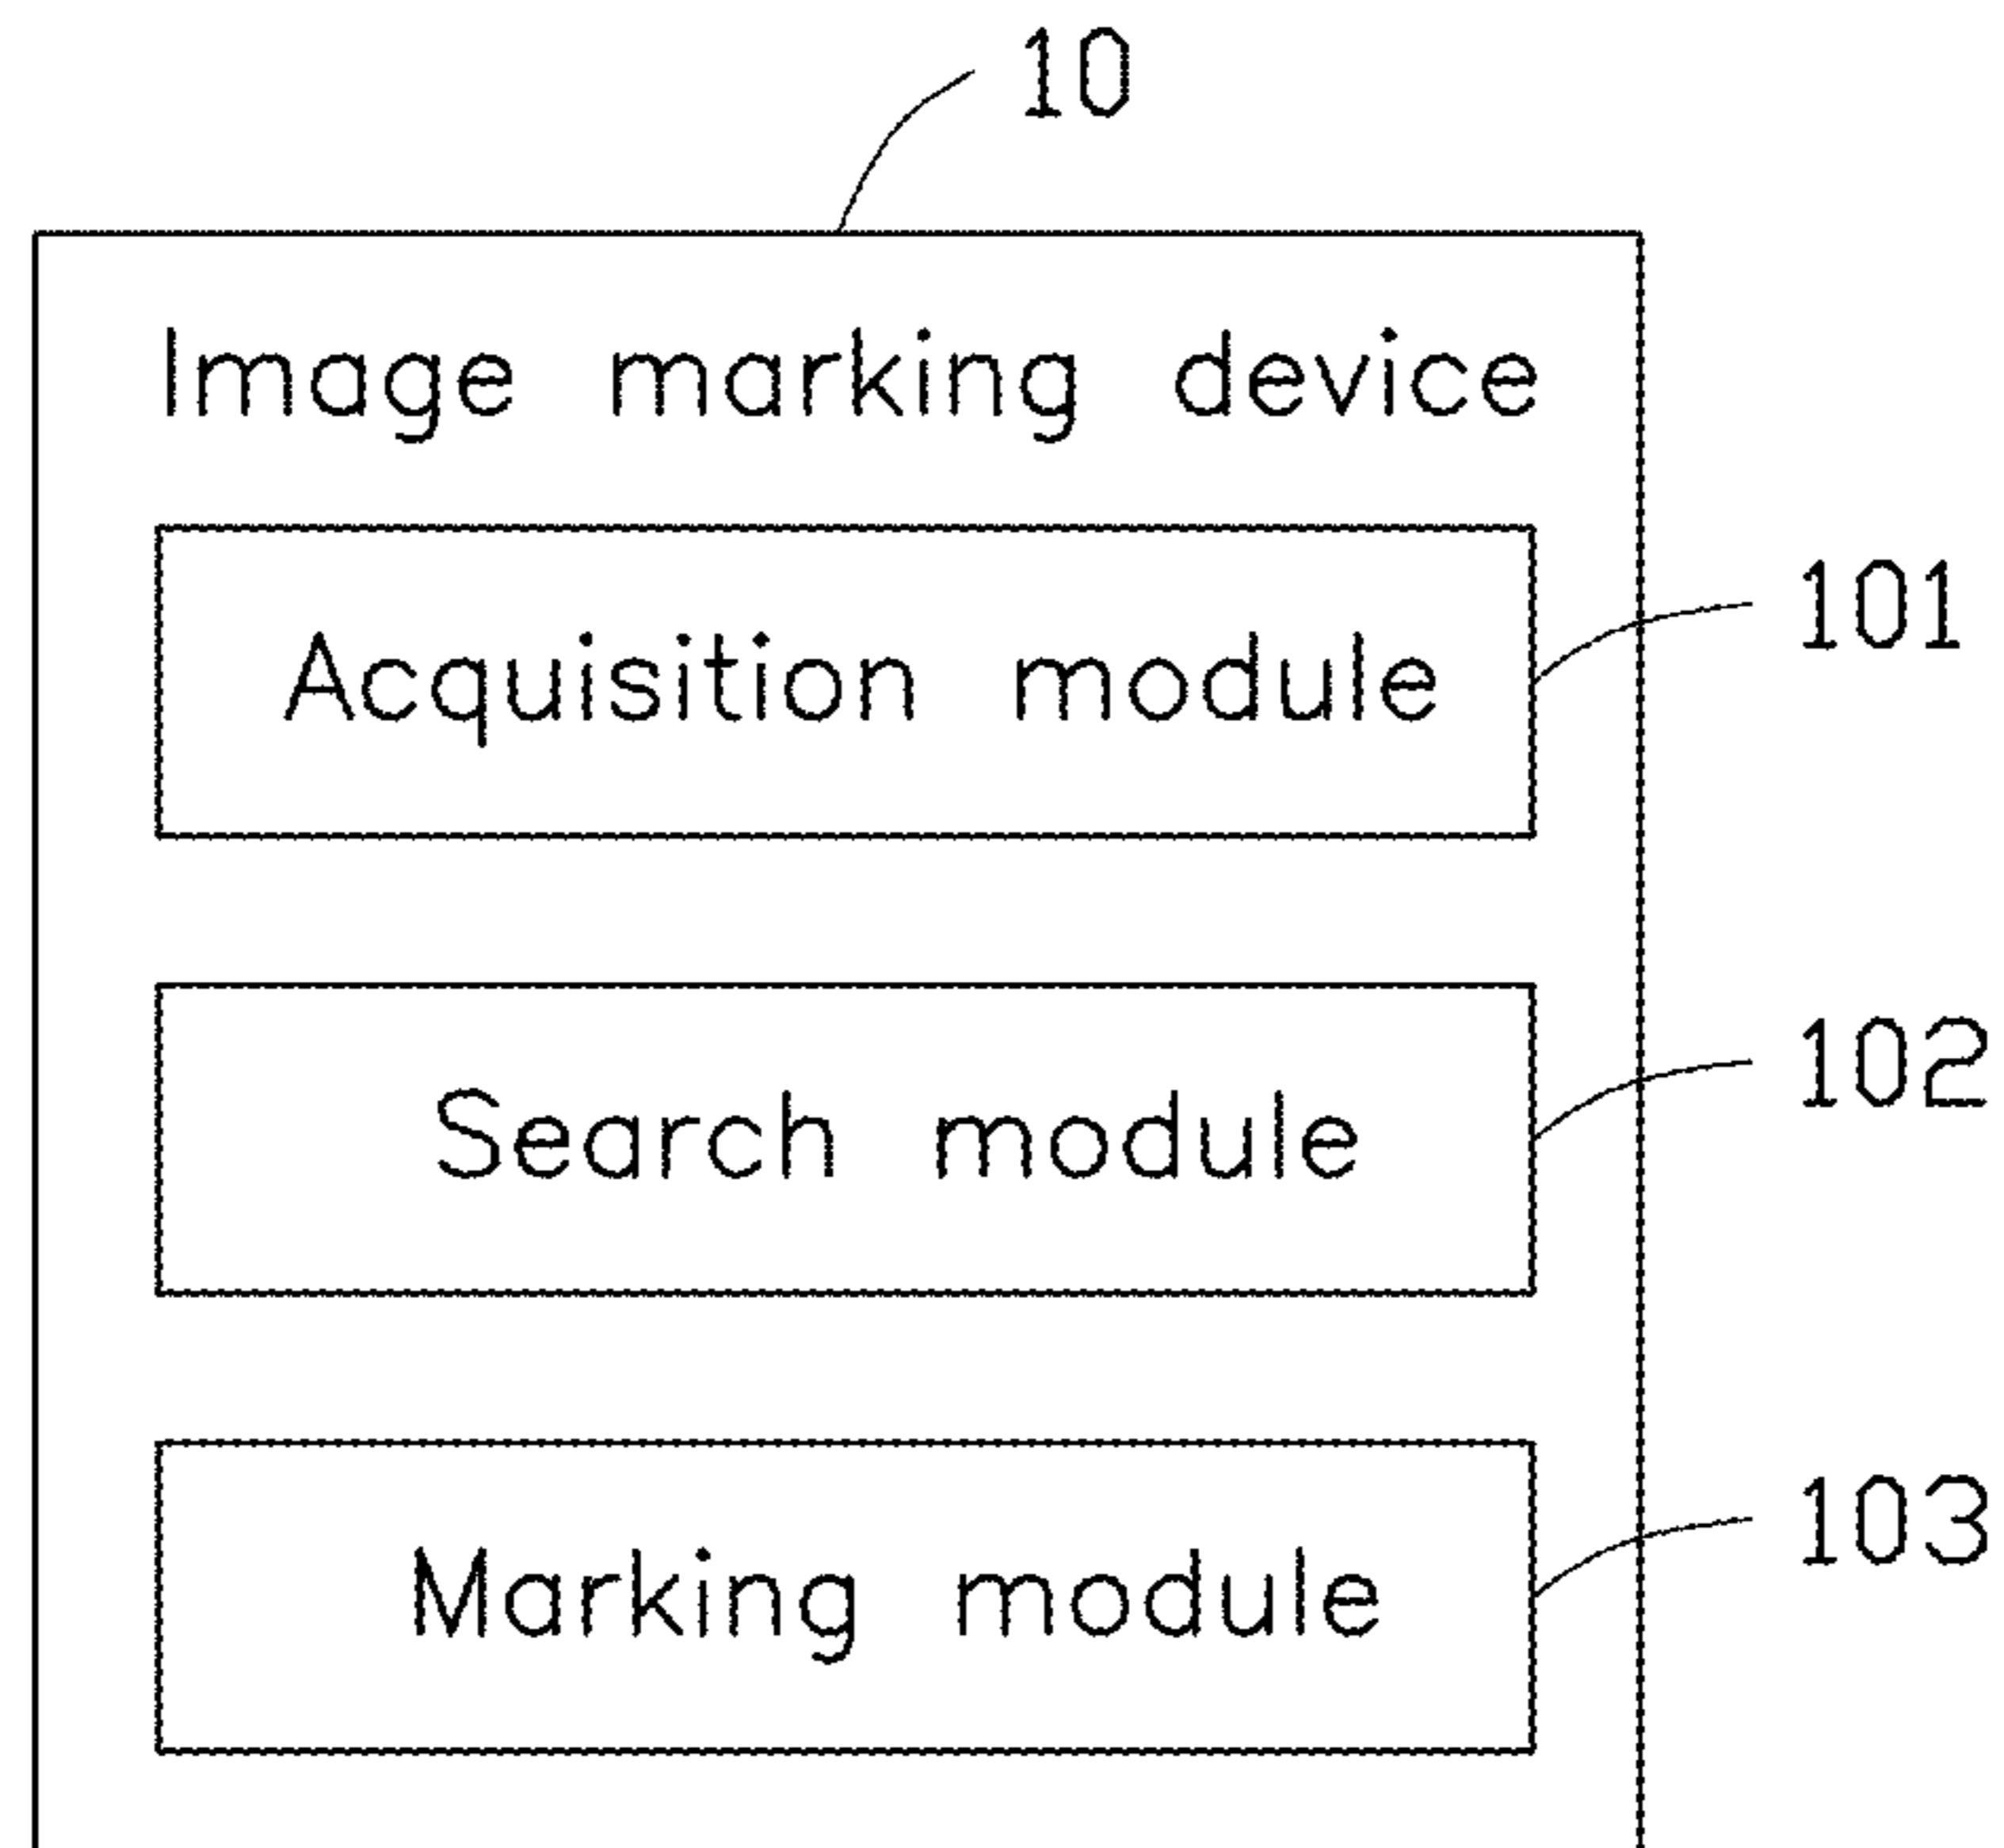 10
Image marking device
Acquisition module
101
Search module
102
Marking module
103